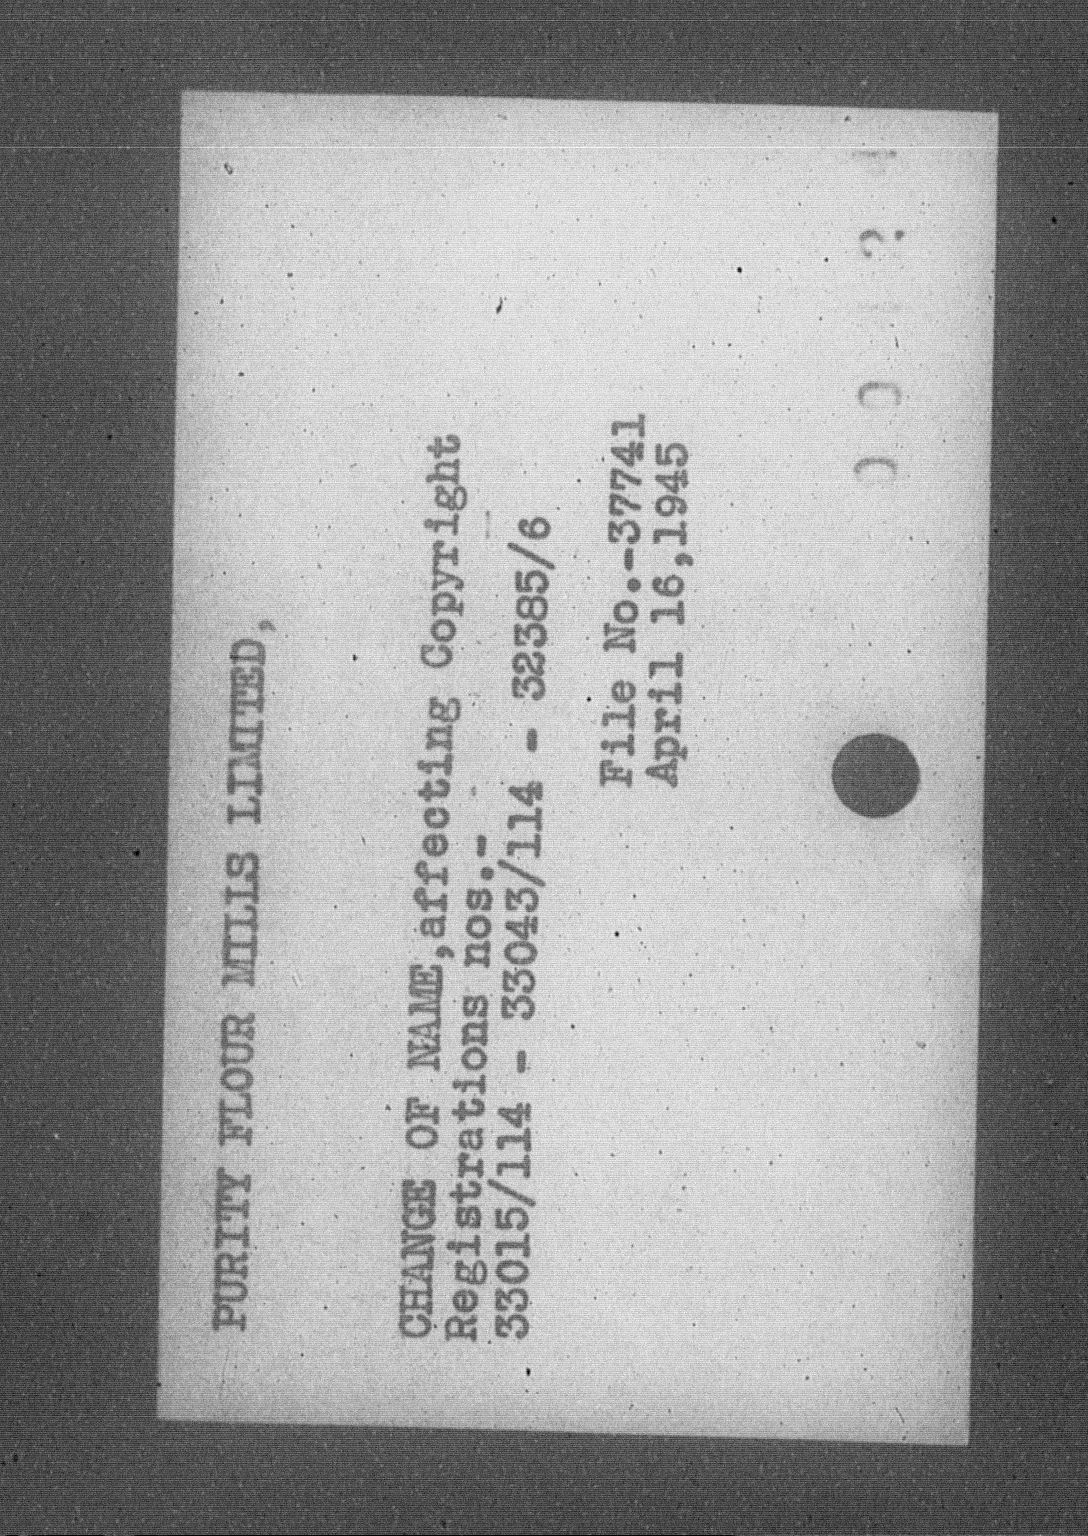 PURITY FLOUR MILLS LIMITED,
CHANGE OF NAME,affecting Copyright
Registrations nos.-
33015/114 - 33043/114 - 32385/6
File No.-37741
April 16,1945